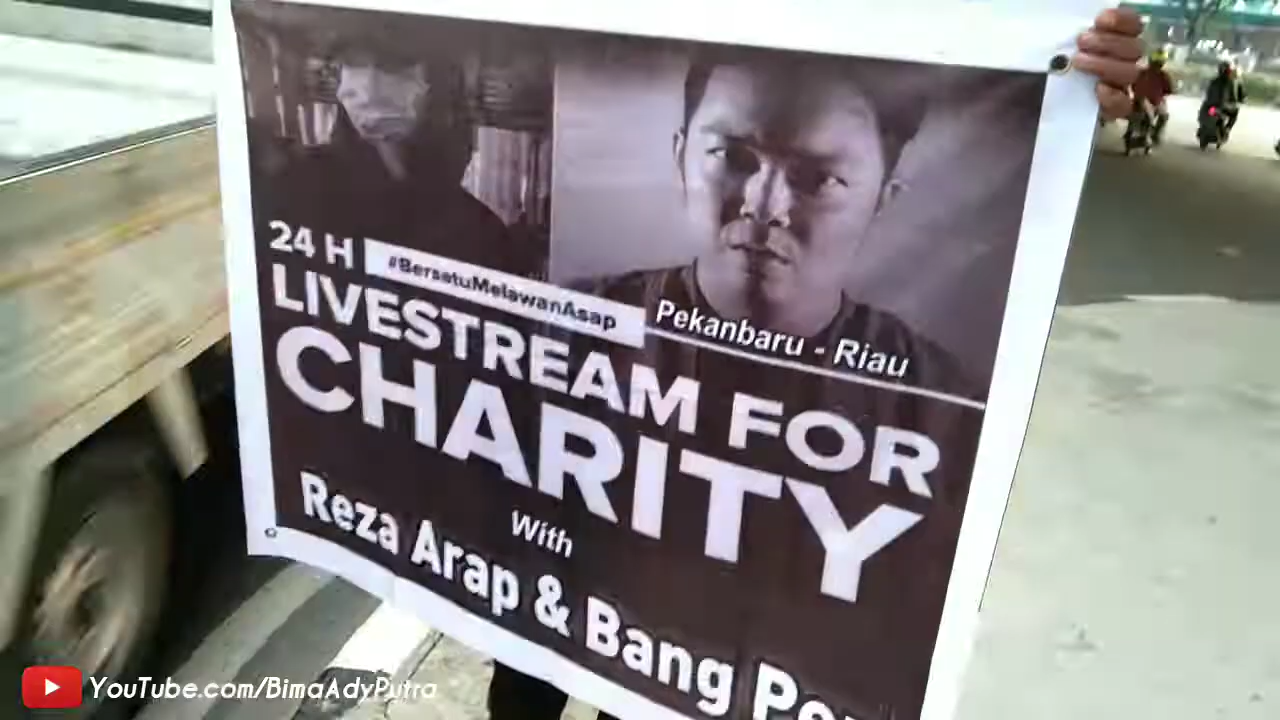 24 H #BersatuMelawanAsap
Pekanbaru - Riau
LIVESTREAM FOR
CHARITY
With
Reza Arap & Bang
YouTube.com/BimaAdyPutra